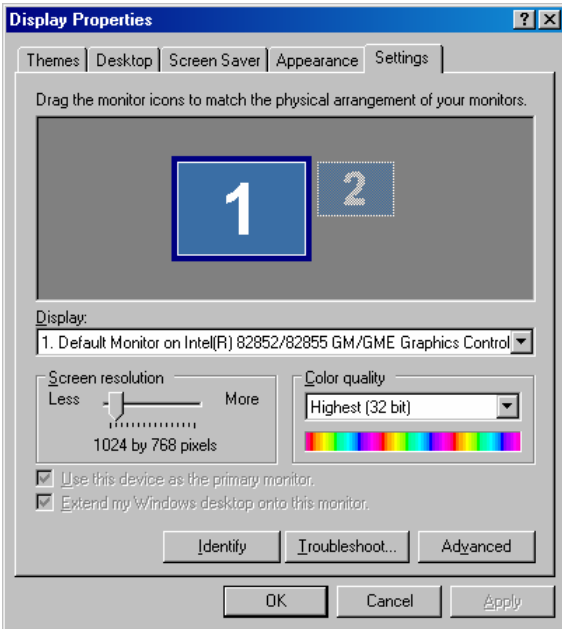 Display Properties
Themes Desktop Screen Saver Appearance Settings
Drag the monitor icons to match the physical arrangement of your monitors.
1 2
Display:
1. Default Monitor on Intel(R) 82852/82855 GM/GME Graphics Control
Screen resolution
Less More
1024 by 768 pixels
Color quality
Highest (32 bit)
Use this device as the primary monitor.
Extend my Windows desktop onto this monitor.
Identify Troubleshoot... Advanced
OK Cancel Apply